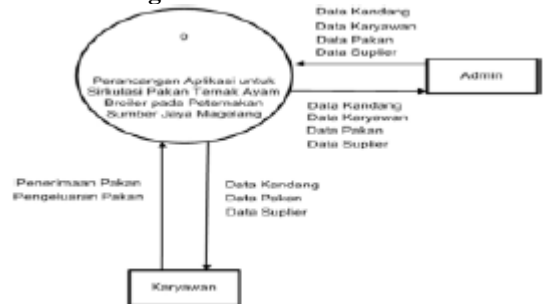 0
Perancangan Aplikasi untuk
Sirkulasi Pakan Ternak Ayam
Broiler pada Peternakan
Sumber Jaya Magelang
Data Kandang
Data Karyawan
Data Pakan
Data Suplier
Admin
Data Kandang
Data Karyawan
Data Pakan
Data Suplier
Penerimaan Pakan
Pengeluaran Pakan
Data Kandang
Data Pakan
Data Suplier
Karyawan